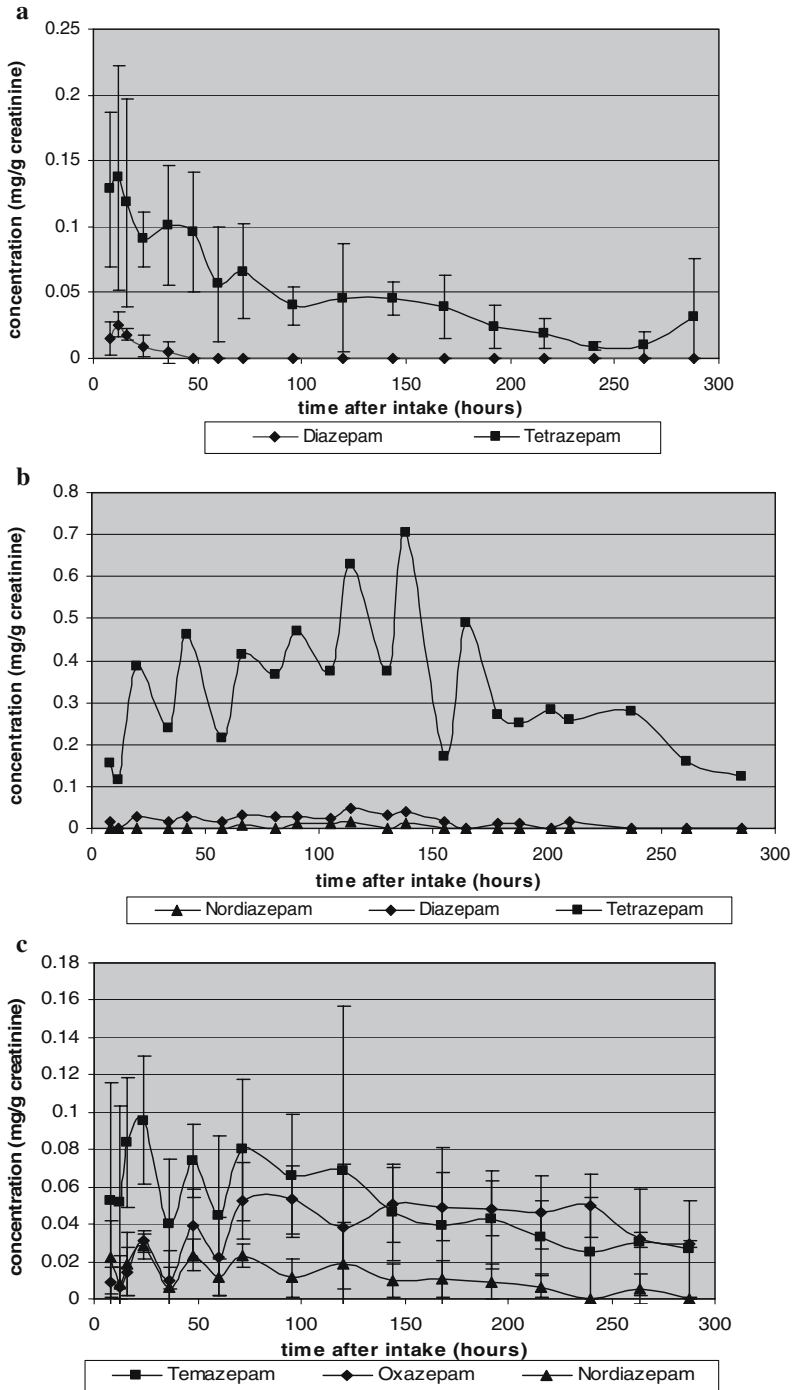 a
0.25
0.2
0.15
0.1
0.05
0
concentration (mg/g creatinine)
0 50 100 150 200 250 300
time after intake (hours)
Diazepam Tetrazepam
b
0.8
0.7
0.6
0.5
0.4
0.3
0.2
0.1
0
concentration (mg/g creatinine)
0 50 100 150 200 250 300
time after intake (hours)
Nordiazepam Diazepam Tetrazepam
c
0.18
0.16
0.14
0.12
0.1
0.08
0.06
0.04
0.02
0
concentration (mg/g creatinine)
0 50 100 150 200 250 300
time after intake (hours)
Temazepam Oxazepam Nordiazepam